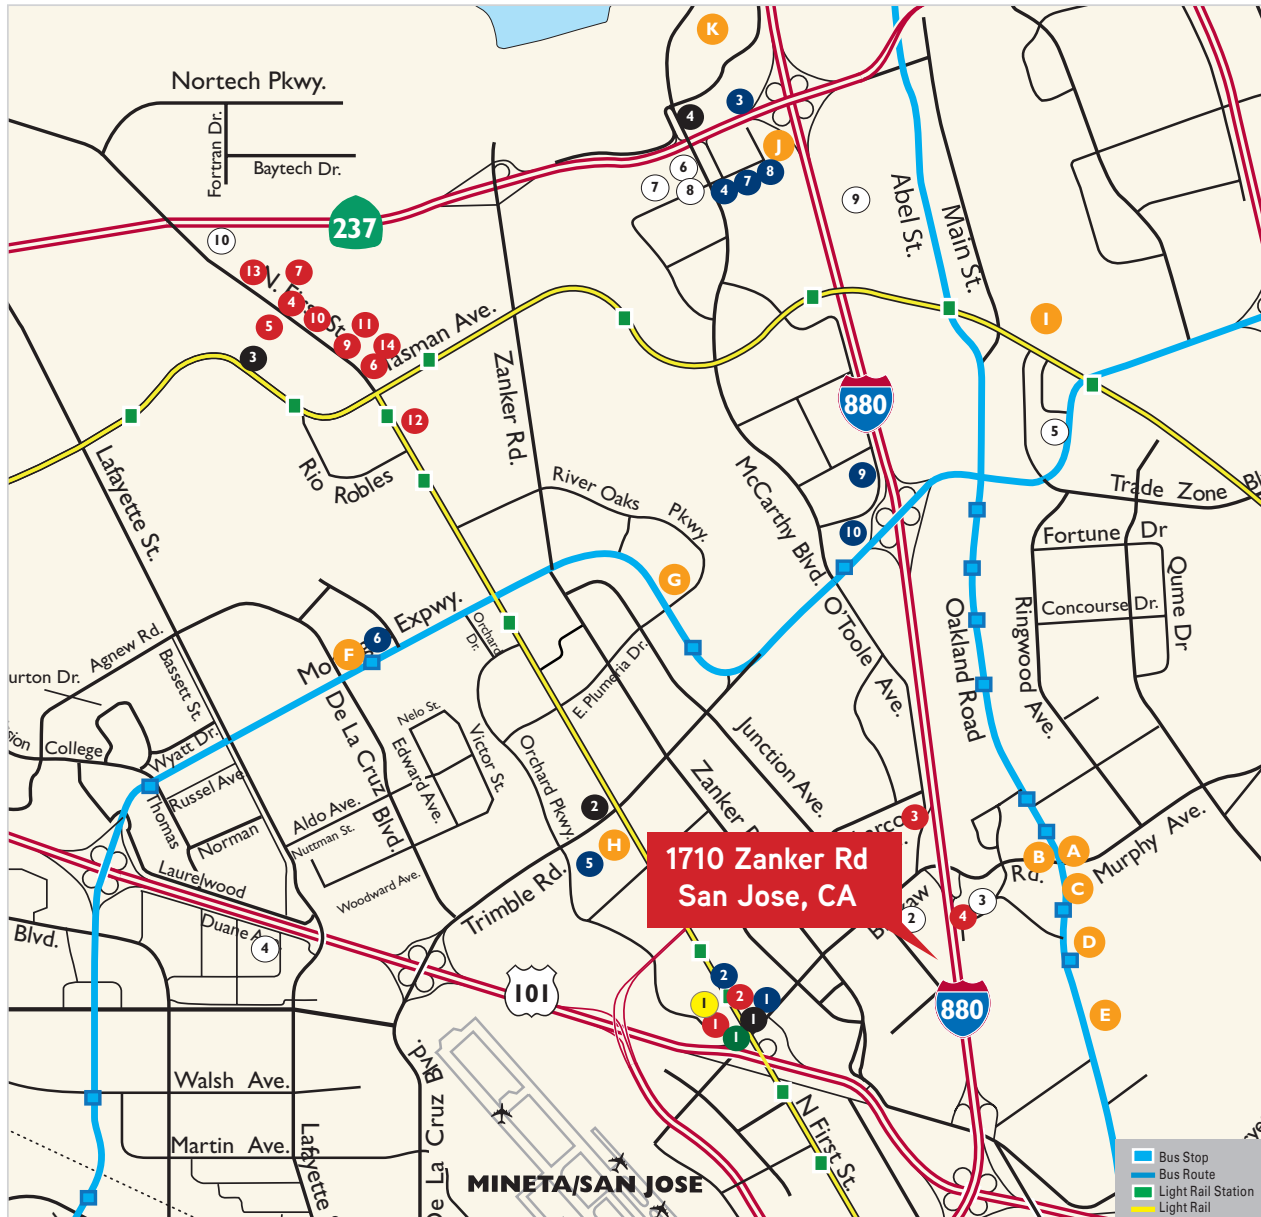 K
Nortech Pkwy.
3
4
Fortran Dr.
J
Baytech Dr.
6
8
7
8
4
7
9
Abel St.
Main St.
237
10
13
7
N. First St.
4
10
11
5
9
14
6
Tasman Ave.
3
I
Zanker Rd.
880
12
5
Lafayette St.
Rio Robles
McCarthy Blvd.
9
River Oaks Pkwy.
Trade Zone
10
Fortune Dr
G
Qume Dr
Concourse Dr.
Ringwood Ave.
Oakland Road
O'Toole Ave.
Expwy.
Orchard Dr.
6
F
Mo
Agnew Rd.
Bassett St.
urton Dr.
E. Plumeria Dr.
De La Cruz Blvd.
Nelo St.
Victor St.
Edward Ave.
Orchard Pkwy.
Junction Ave.
College
Wyatt Dr.
Russel Ave.
Thomas
Norman
Aldo Ave.
Nuttman St.
Zanker
2
3
H
5
1710 Zanker Rd
San Jose, CA
B
A
Rd.
Murphy Ave.
Laurelwood
Woodward Ave.
Trimble Rd.
C
3
2
4
Duane A
4
Blvd.
D
101
2
1
2
1
1
1
1
880
E
Walsh Ave.
De La Cruz Blvd.
Martin Ave.
Lafayette
N First St.
MINETA/SAN JOSE
Bus Stop
Bus Route
Light Rail Station
Light Rail